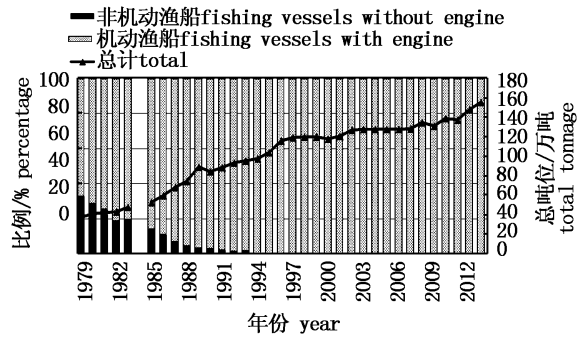 非机动渔船fishing vessels without engine
机动渔船fishing vessels with engine
总计total
比例/% percentage
100
80
60
40
20
0
180
160
140
120
100
80
60
40
20
0
总吨位/万吨
total tonnage
1979 1982 1985 1988 1991 1994 1997 2000 2003 2006 2009 2012
年份 year